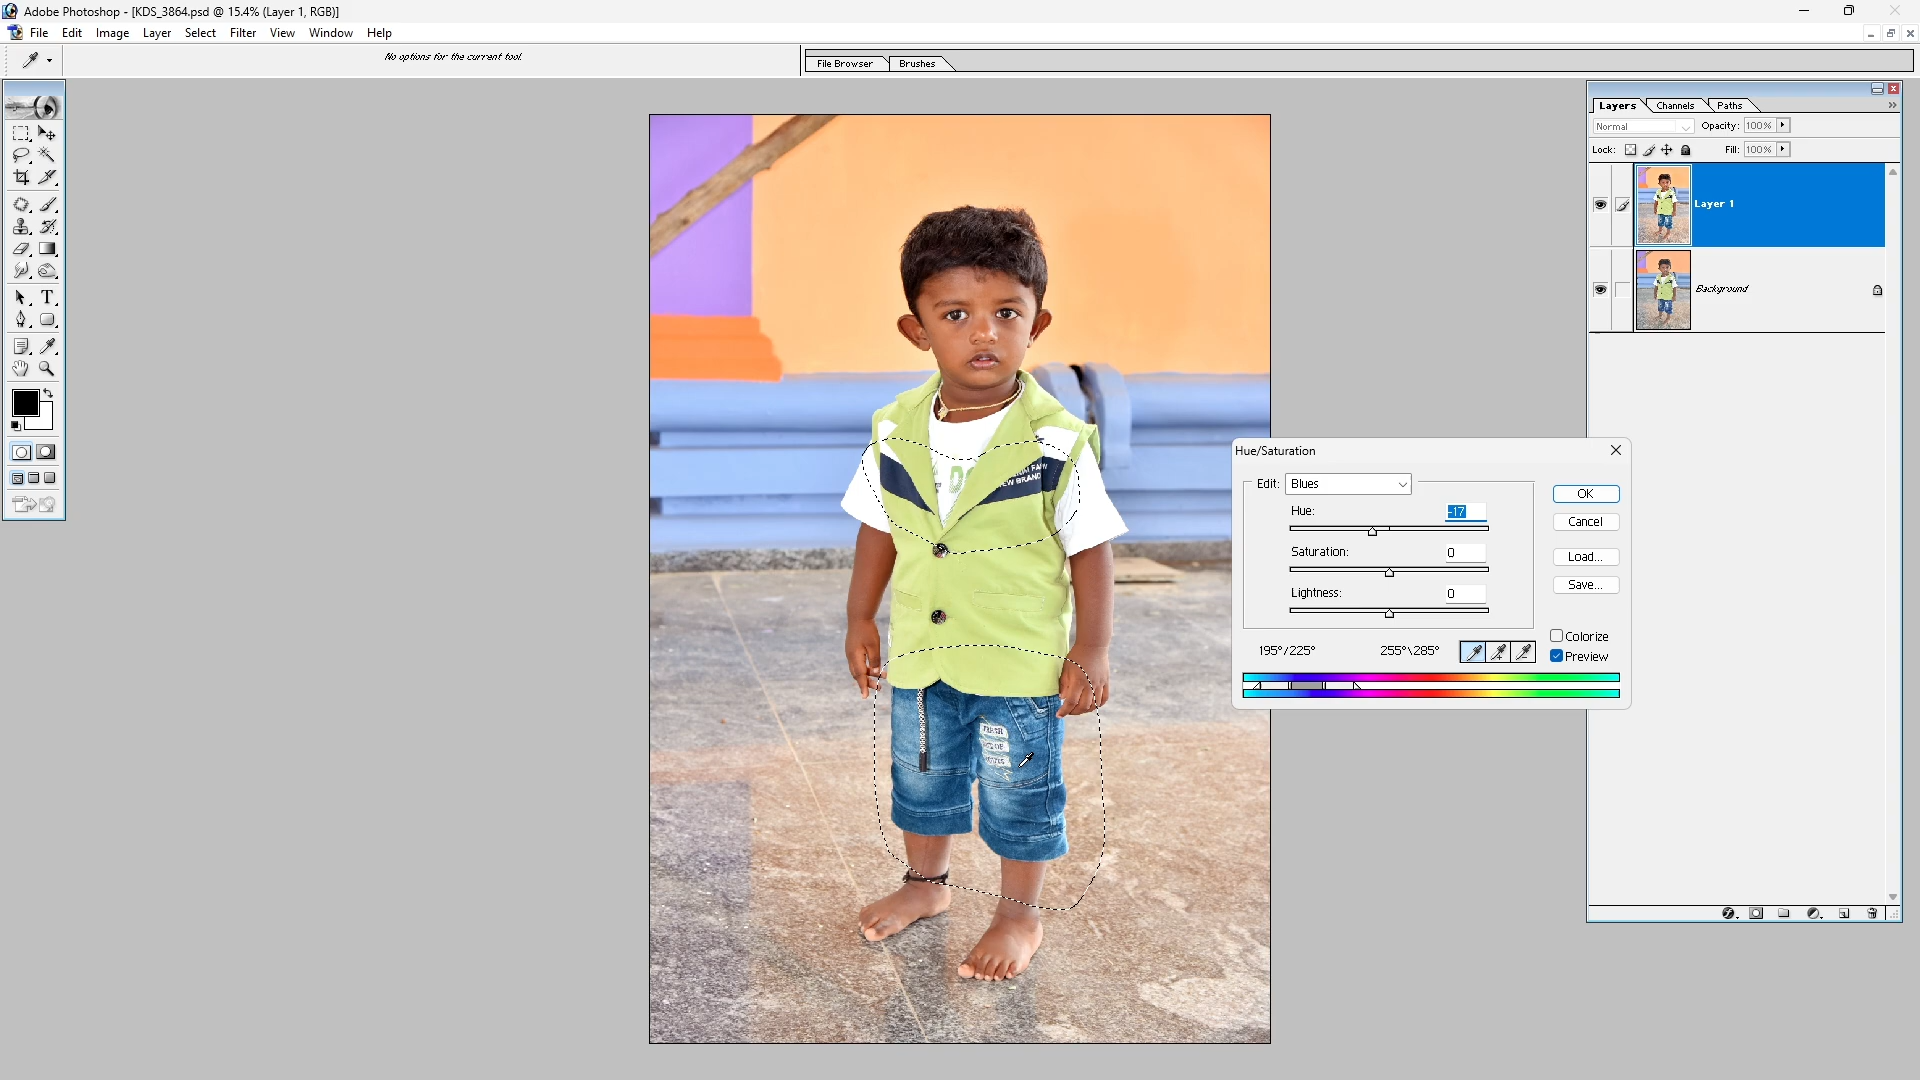 Adobe Photoshop - [KDS_3864.psd @ 15.4% (Layer 1, RGB)]
File Edit Image Layer Select Filter View Window Help
No options for the current tool.
File Browser Brushes
Layers Channels Paths
Normal Opacity: 100%
Lock: Fill: 100%
Layer 1
Background
Hue/Saturation
Edit: Blues
OK
Hue: -17
Cancel
Saturation: 0
Load...
Save...
Lightness: 0
Colorize
195°/225° 255°\285°
Preview
NEW BRAND